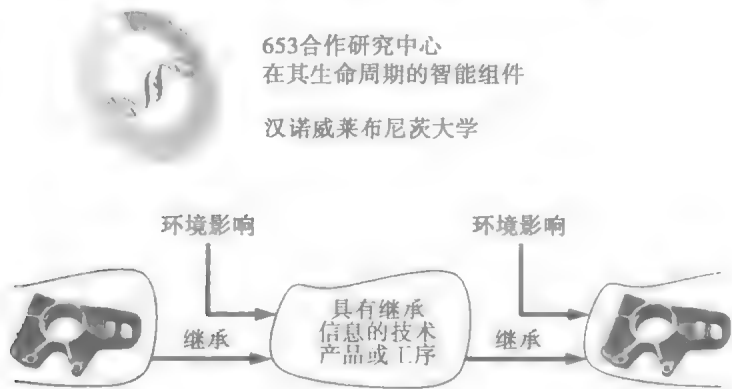 653合作研究中心
在其生命周期的智能组件
汉诺威莱布尼茨大学
环境影响
环境影响
具有继承
信息的技术
产品或工序
继承
继承